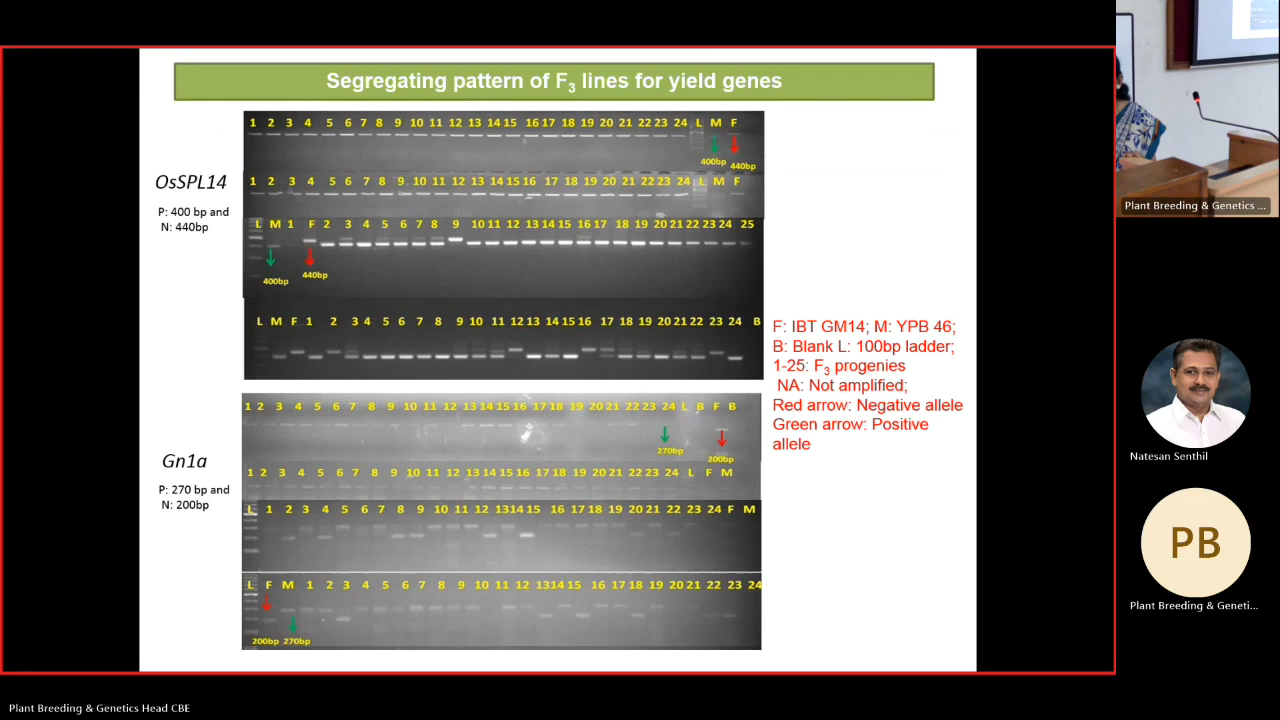 Segregating pattern of F3 lines for yield genes
1 2 3 4 5 6 7 8 9 10 11 12 13 14 15 16 17 18 19 20 21 22 23 24 L M F
400bp 440bp
OsSPL14
P: 400 bp and
N: 440bp
1 2 3 4 5 6 7 8 9 10 11 12 13 14 15 16 17 18 19 20 21 22 23 24 L M F
L M 1 F 2 3 4 5 6 7 8 9 10 11 12 13 14 15 16 17 18 19 20 21 22 23 24 25
400bp 440bp
L M F 1 2 3 4 5 6 7 8 9 10 11 12 13 14 15 16 17 18 19 20 21 22 23 24 B
F: IBT GM14; M: YPB 46;
B: Blank L: 100bp ladder;
1-25: F3 progenies
NA: Not amplified;
Red arrow: Negative allele
Green arrow: Positive
allele
1 2 3 4 5 6 7 8 9 10 11 12 13 14 15 16 17 18 19 20 21 22 23 24 L B F B
270bp 200bp
Gn1a
P: 270 bp and
N: 200bp
1 2 3 4 5 6 7 8 9 10 11 12 13 14 15 16 17 18 19 20 21 22 23 24 L F M
L 1 2 3 4 5 6 7 8 9 10 11 12 13 14 15 16 17 18 19 20 21 22 23 24 F M
L F M 1 2 3 4 5 6 7 8 9 10 11 12 13 14 15 16 17 18 19 20 21 22 23 24
200bp 270bp
Plant Breeding & Genetics ...
Natesan Senthil
PB
Plant Breeding & Geneti...
Plant Breeding & Genetics Head CBE